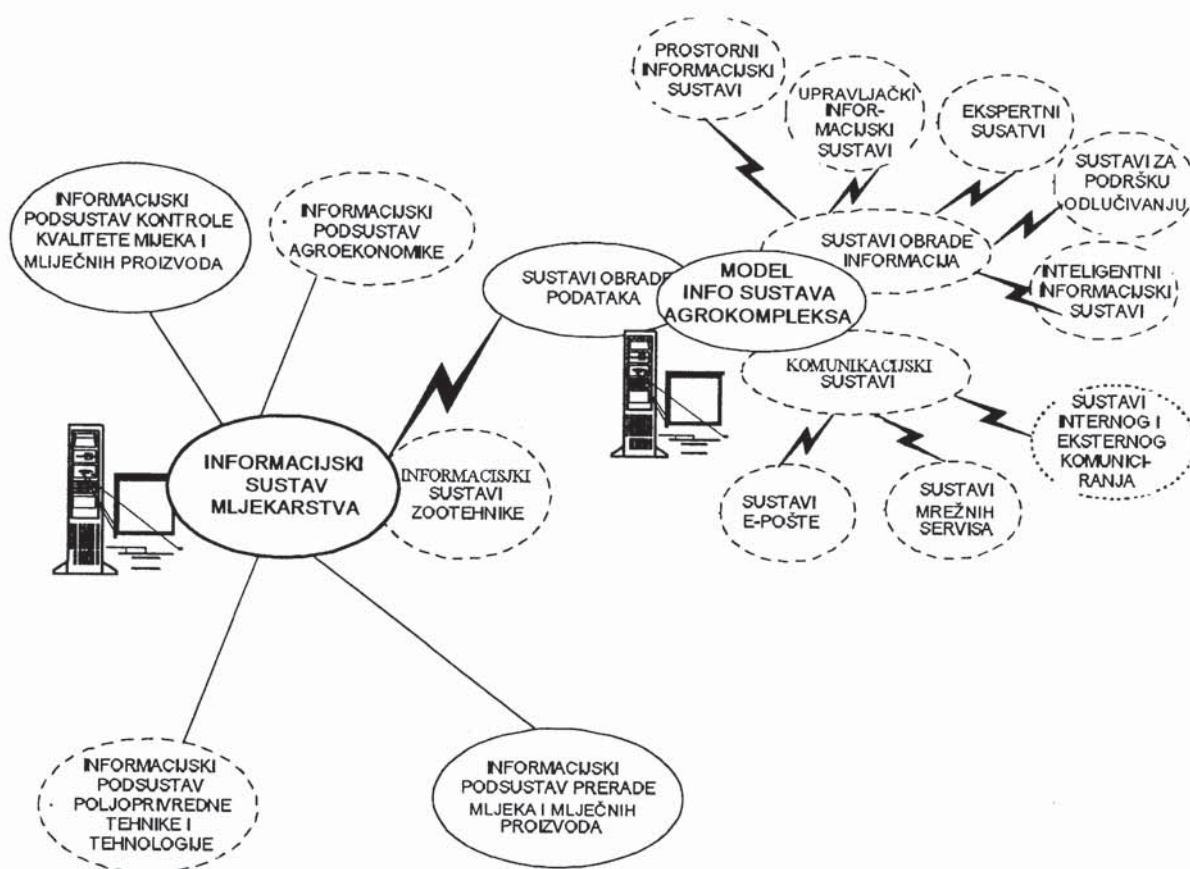 PROSTORNI
INFORMACIJSKI
SUSTAVI
UPRAVLJAČKI
INFOR-
MACIJSKI
SUSTAVI
EKSPERTNI
SUSATVI
SUSTAVI ZA
PODRŠKU
ODLUČIVANJU
INFORMACIJSKI
PODSUSTAV KONTROLE
KVALITETE MIJEKA I
MLIJEČNIH PROIZVODA
INFORMACIJSKI
PODSUSTAV
AGROEKONOMIKE
SUSTAVI OBRADE
PODATAKA
MODEL
INFO SUSTAVA
AGROKOMPLEKSA
SUSTAVI OBRADE
INFORMACIJA
INTELIGENTNI
INFORMACIJSKI
SUSTAVI
KOMUNIKACIJSKI
SUSTAVI
SUSTAVI
INTERNOG I
EKSTERNOG
KOMUNICI-
RANJA
INFORMACIJSKI
SUSTAV
MLJEKARSTVA
INFORMACISJKI
SUSTAVI
ZOOTEHNIKE
SUSTAVI
E-POŠTE
SUSTAVI
MREŽNIH
SERVISA
INFORMACIJSKI
PODSUSTAV
POLJOPRIVREDNE
TEHNIKE I
TEHNOLOGIJE
INFORMACIJSKI
PODSUSTAV PRERADE
MLJEKA I MLJEČNIH
PROIZVODA